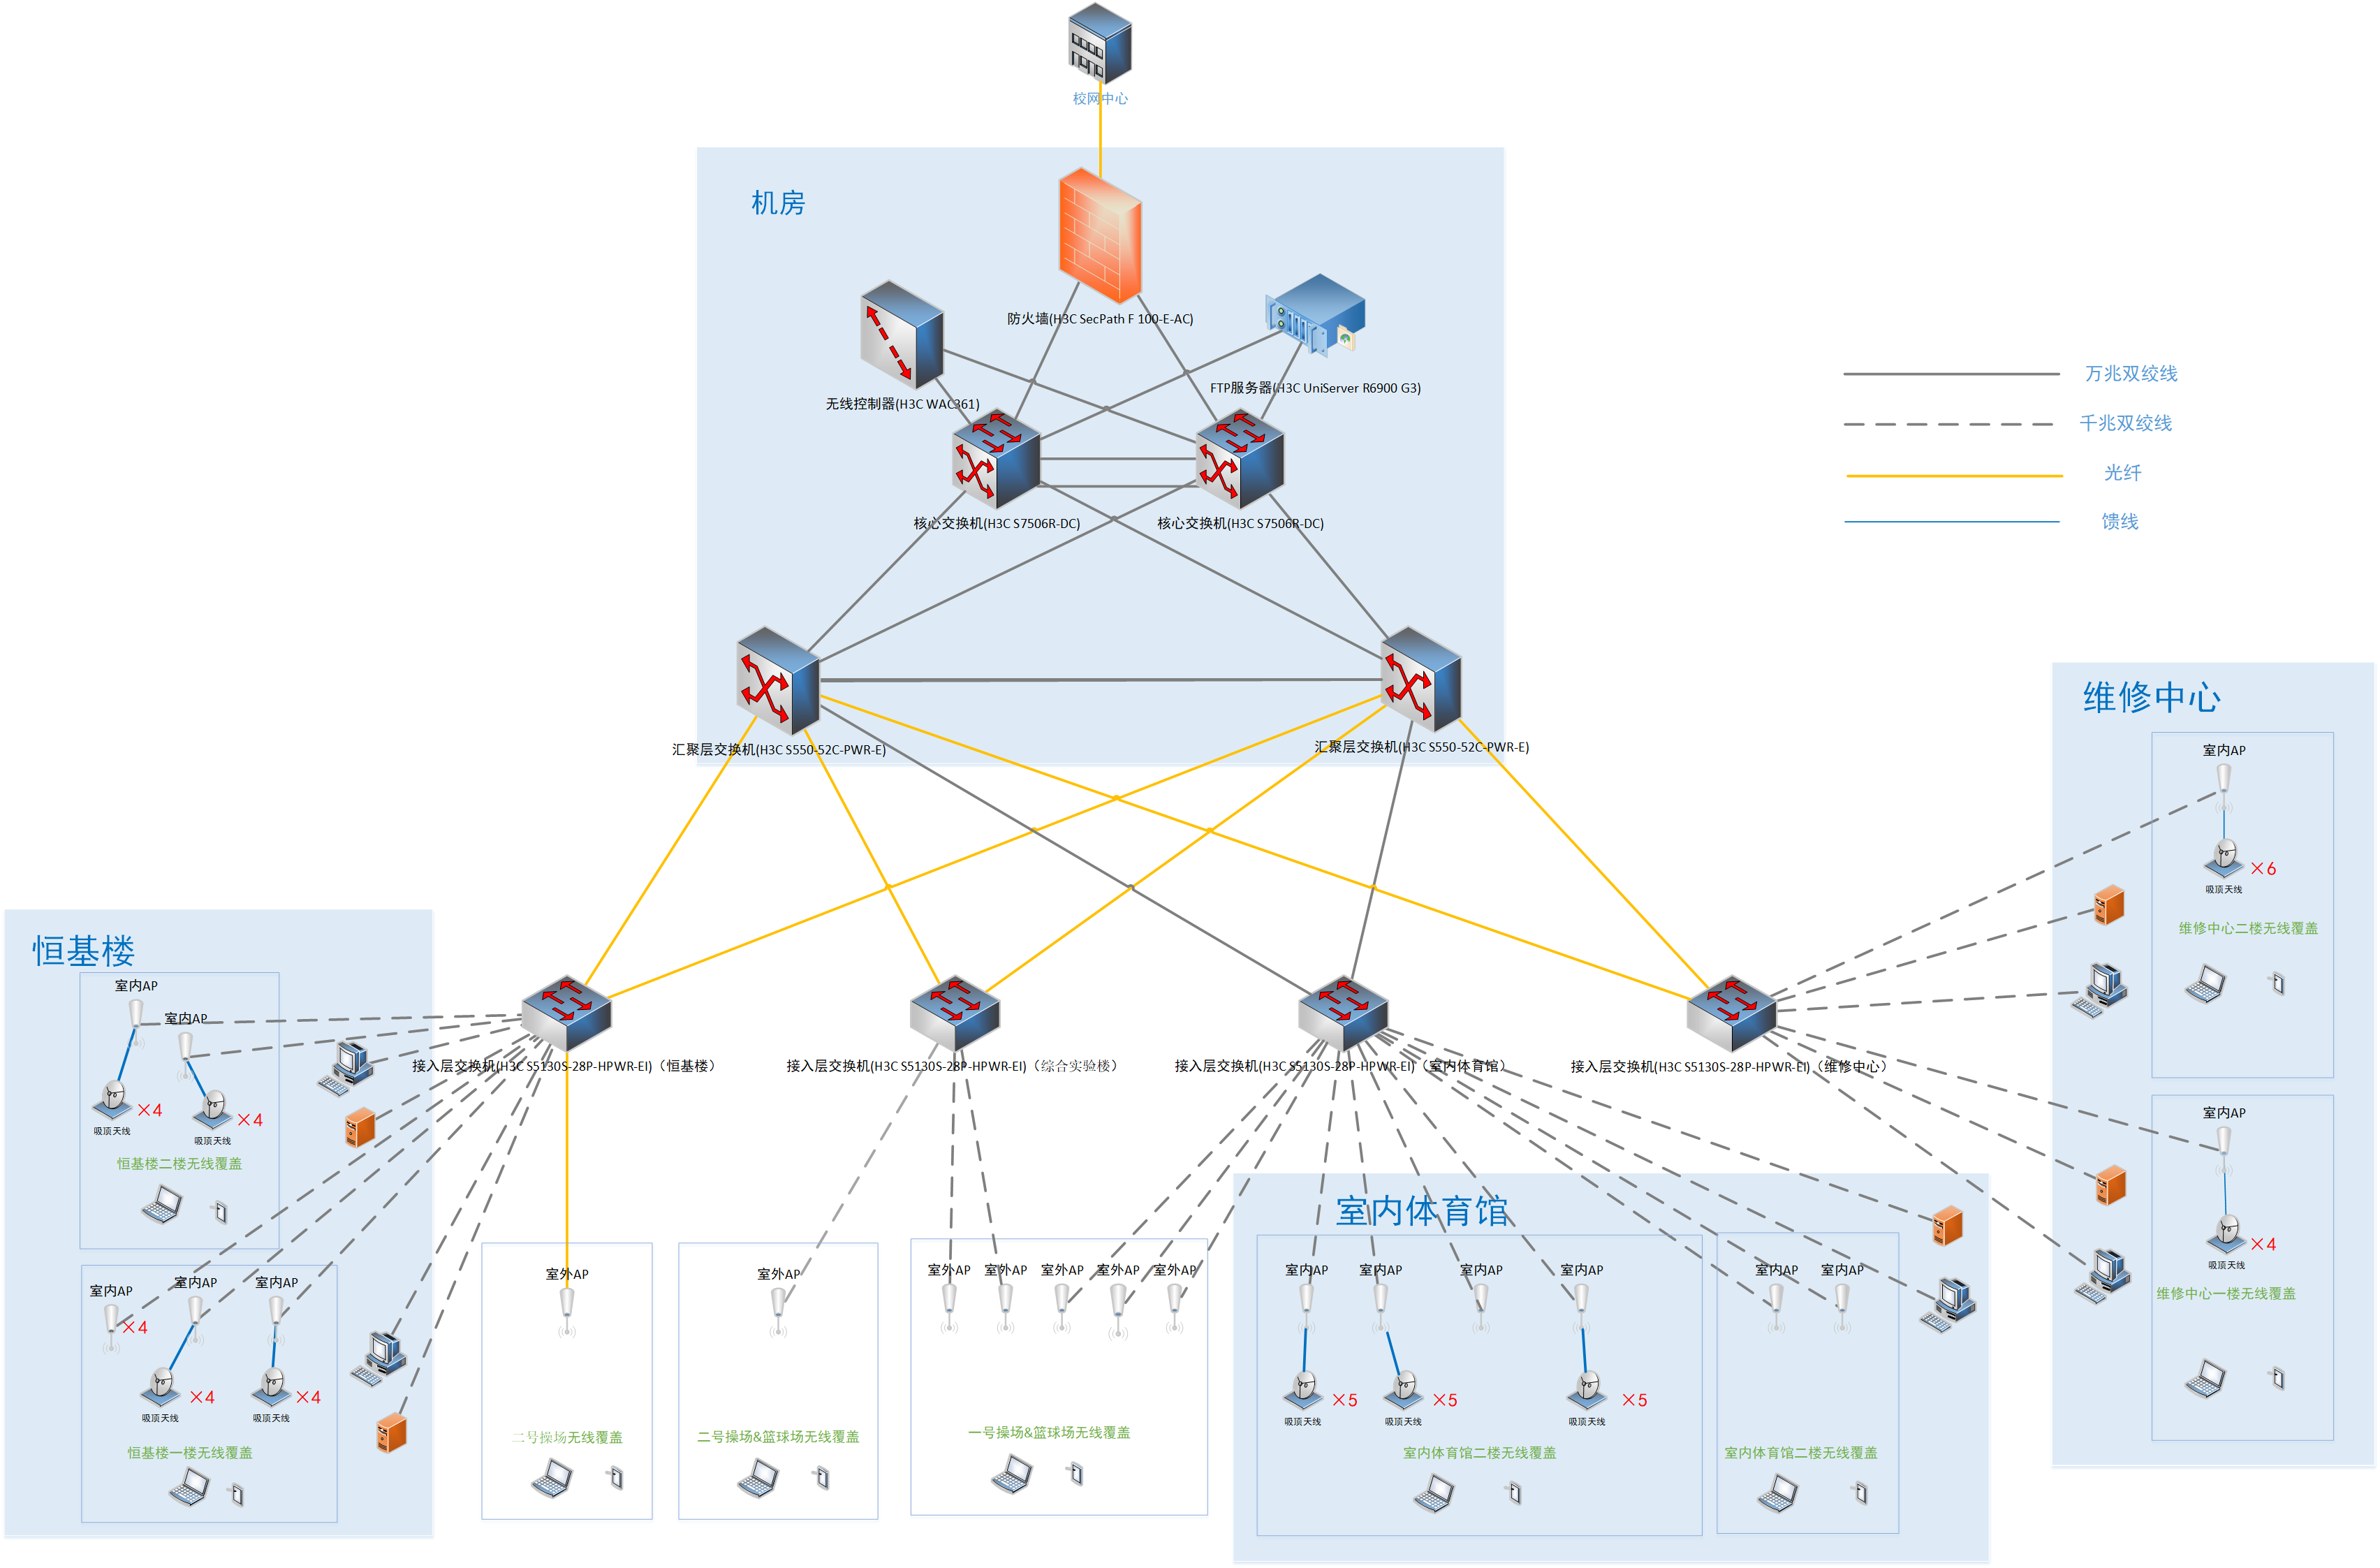 校网中心
机房
防火墙(H3C SecPath F 100-E-AC)
无线控制器(H3C WAC361)
FTP服务器(H3C UniServer R6900 G3)
核心交换机(H3C S7506R-DC)
核心交换机(H3C S7506R-DC)
汇聚层交换机(H3C S550-52C-PWR-E)
汇聚层交换机(H3C S550-52C-PWR-E)
万兆双绞线
千兆双绞线
光纤
馈线
接入层交换机(H3C S5130S-28P-HPWR-EI)（恒基楼）
接入层交换机(H3C S5130S-28P-HPWR-EI)（综合实验楼）
接入层交换机(H3C S5130S-28P-HPWR-EI)（室内体育馆）
接入层交换机(H3C S5130S-28P-HPWR-EI)（维修中心）
恒基楼
室内AP
室内AP
×4
×4
吸顶天线
吸顶天线
恒基楼二楼无线覆盖
室内AP
室内AP
室内AP
×4
×4
×4
吸顶天线
吸顶天线
恒基楼一楼无线覆盖
室外AP
二号操场无线覆盖
室外AP
二号操场&篮球场无线覆盖
室外AP
室外AP
室外AP
室外AP
室外AP
一号操场&篮球场无线覆盖
室内体育馆
室内AP
室内AP
室内AP
室内AP
×5
×5
×5
吸顶天线
吸顶天线
吸顶天线
室内体育馆二楼无线覆盖
室内AP
室内AP
室内体育馆二楼无线覆盖
维修中心
室内AP
×6
吸顶天线
维修中心二楼无线覆盖
室内AP
×4
吸顶天线
维修中心一楼无线覆盖